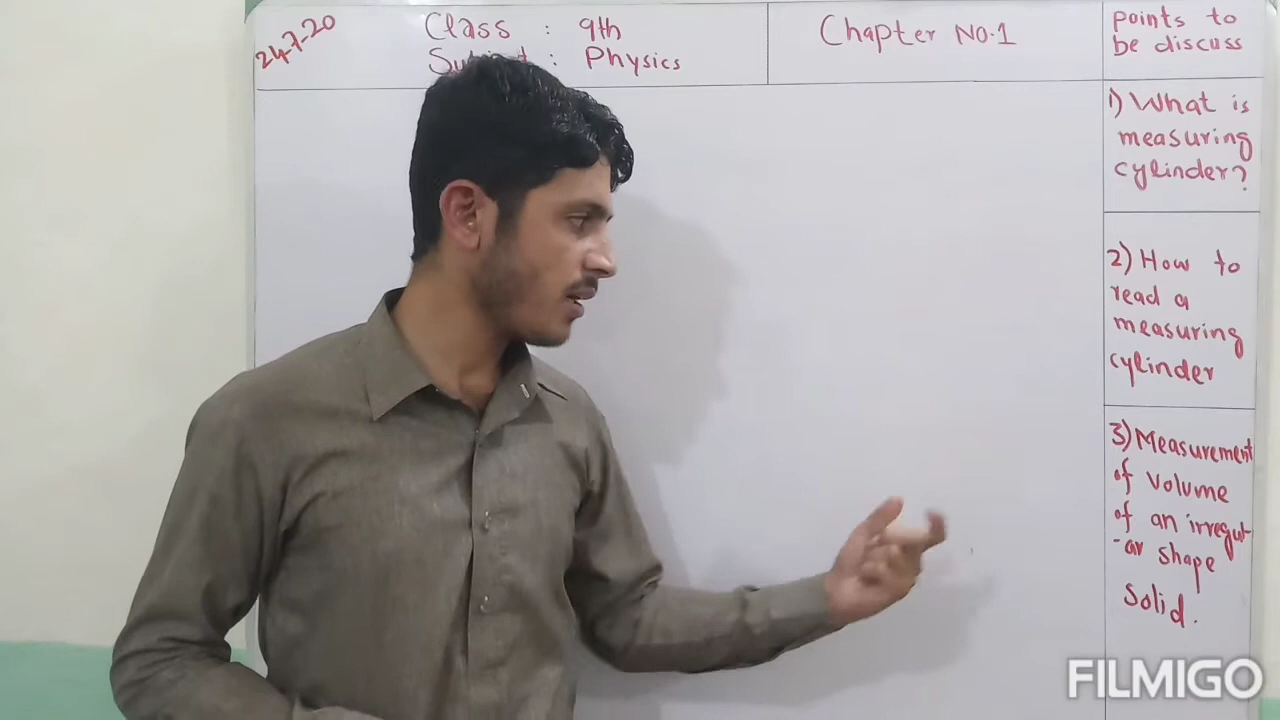 24-7-20
Class : 9th
Subject : Physics
Chapter No.1
points to
be discuss
1) What is
measuring
cylinder?
2) How to
read a
measuring
cylinder
3) Measurement
of volume
of an irregul-
-ar shape
solid.
FILMIGO